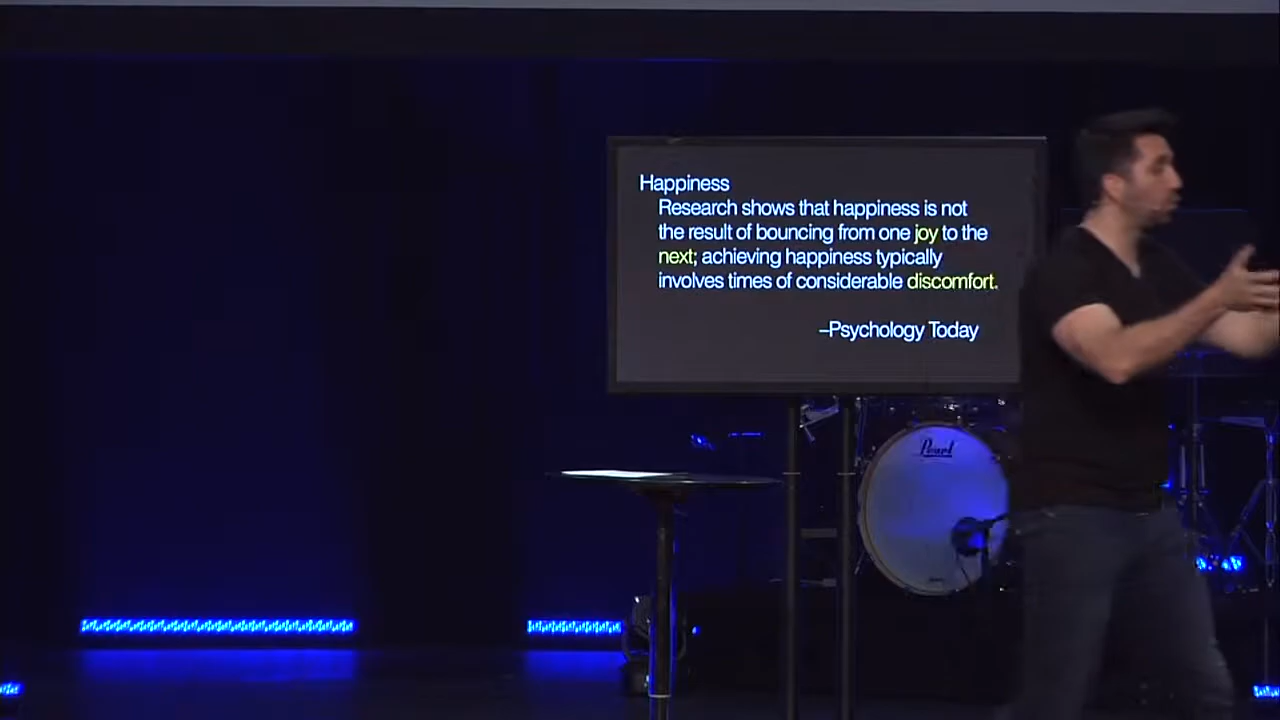 Happiness
Research shows that happiness is not
the result of bouncing from one joy to the
next; achieving happiness typically
involves times of considerable discomfort.
–Psychology Today
Pearl